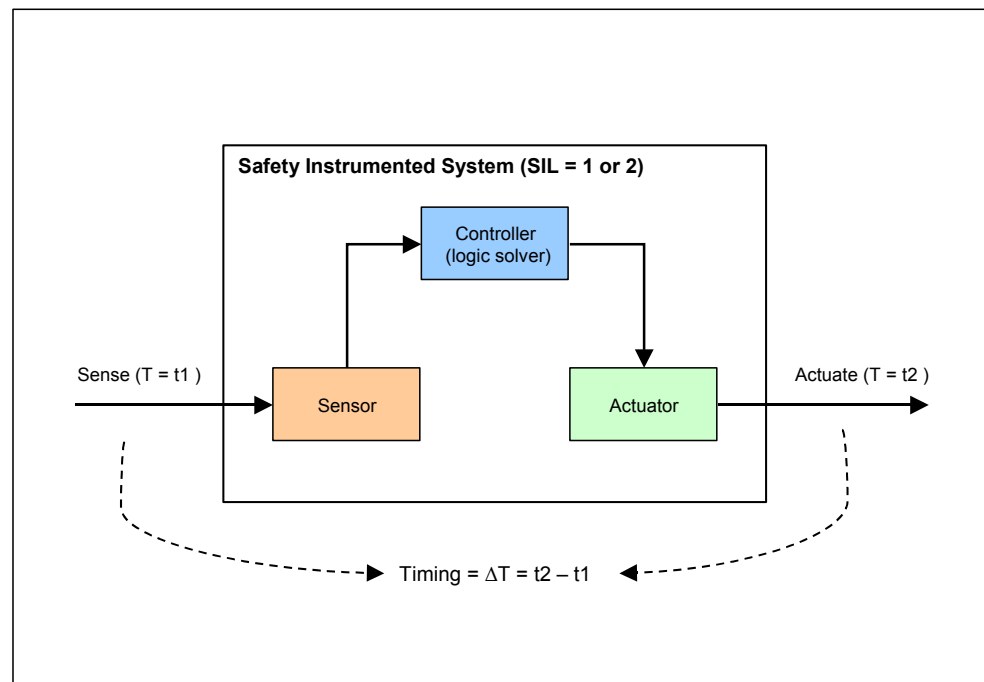 Safety Instrumented System (SIL = 1 or 2)
Controller
(logic solver)
Sense (T = t1 )
Actuate (T = t2 )
Sensor
Actuator
Timing = ΔT = t2 – t1